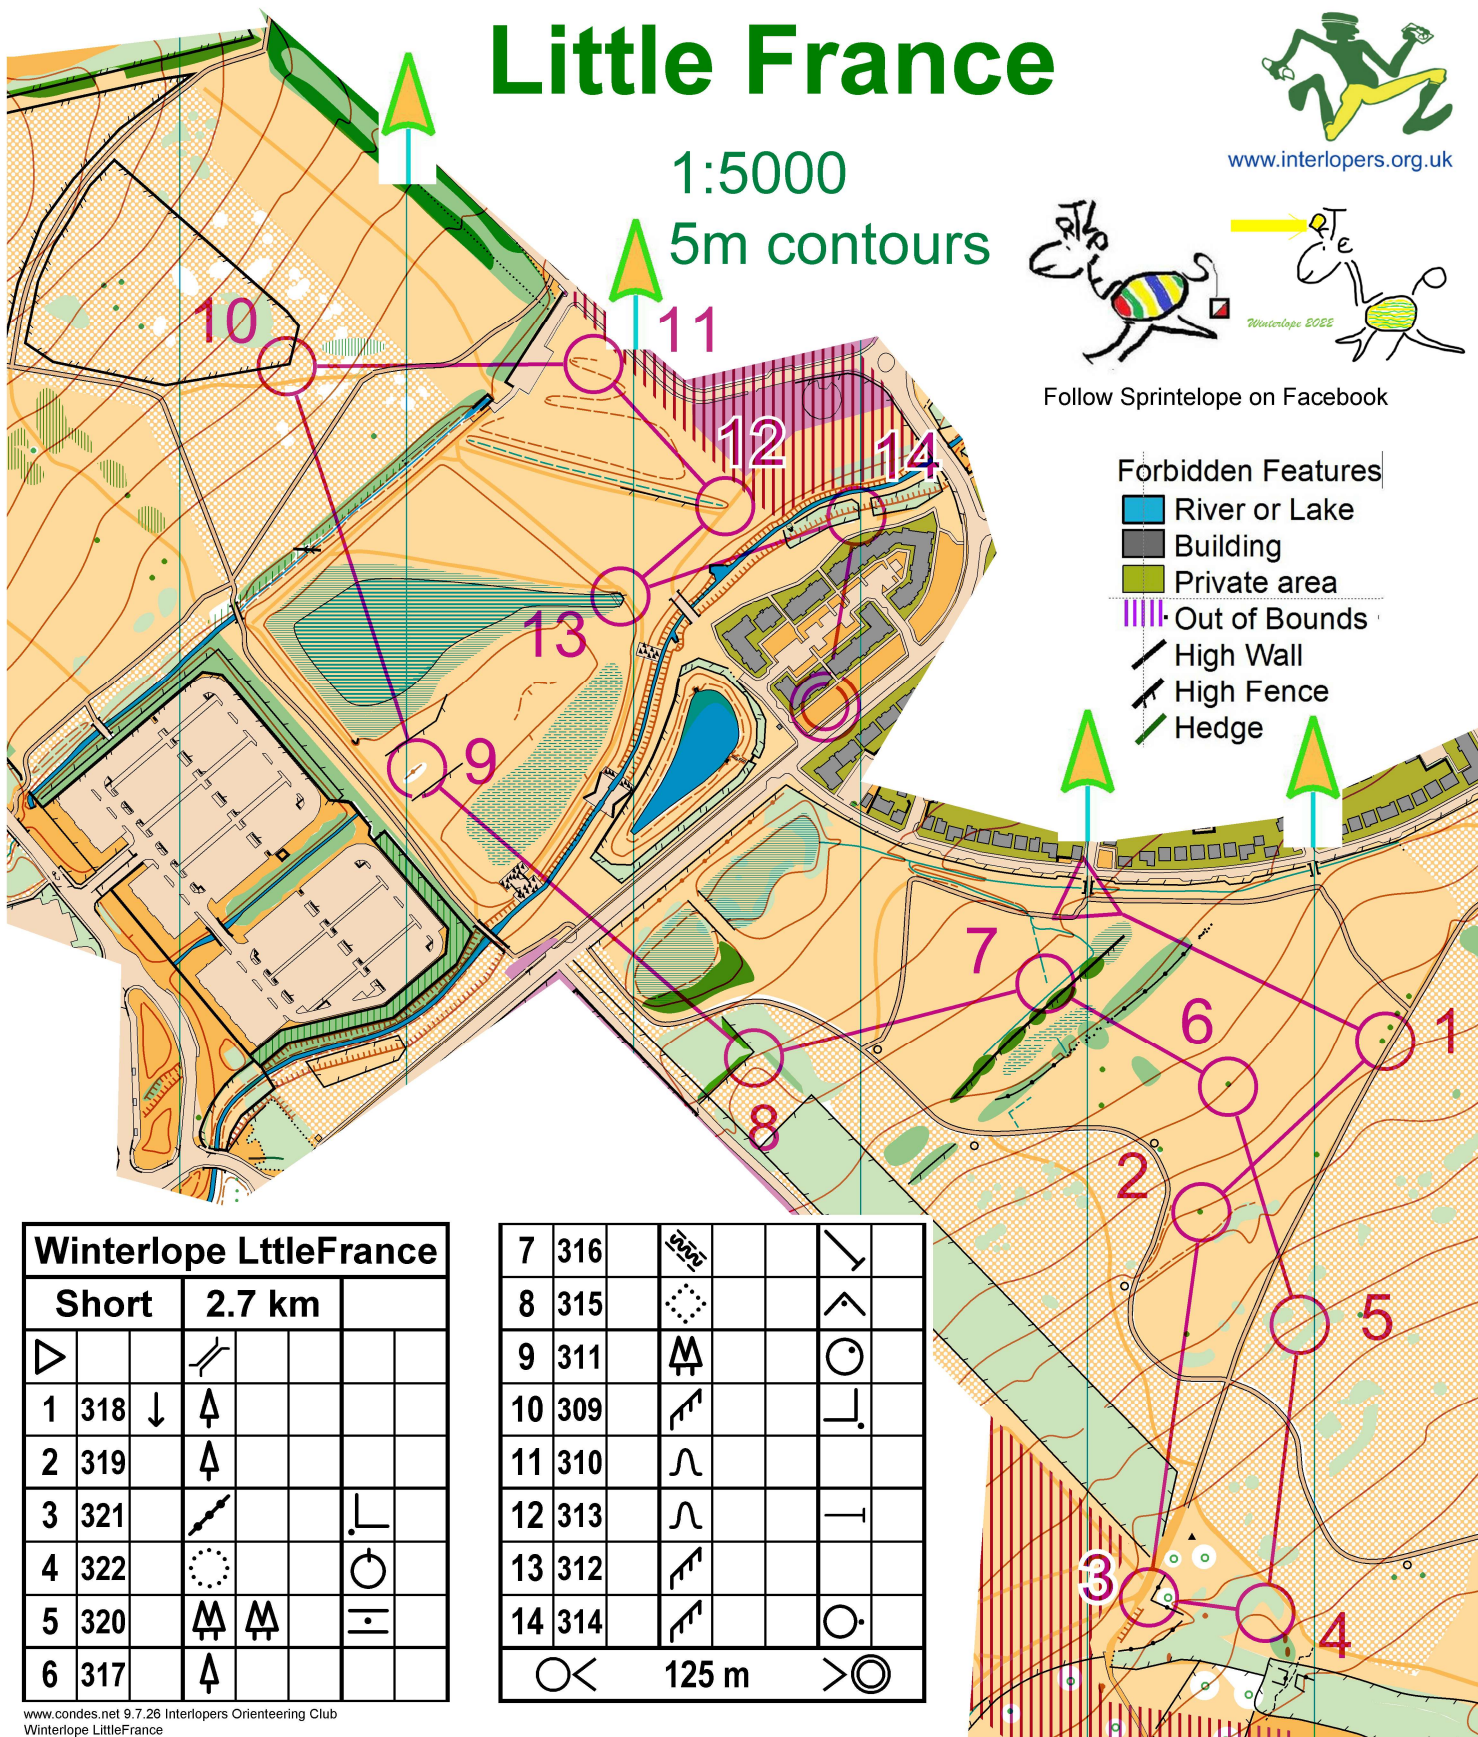 Little France
1:5000
5m contours
www.interlopers.org.uk
Winterlope 2022
Follow Sprintelope on Facebook
Forbidden Features
River or Lake
Building
Private area
Out of Bounds
High Wall
High Fence
Hedge
10
11
12
14
13
9
7
6
1
8
2
5
3
4
Winterlope LttleFrance
Short 2.7 km
1 318
2 319
3 321
4 322
5 320
6 317
7 316
8 315
9 311
10 309
11 310
12 313
13 312
14 314
125 m
www.condes.net 9.7.26 Interlopers Orienteering Club
Winterlope LittleFrance